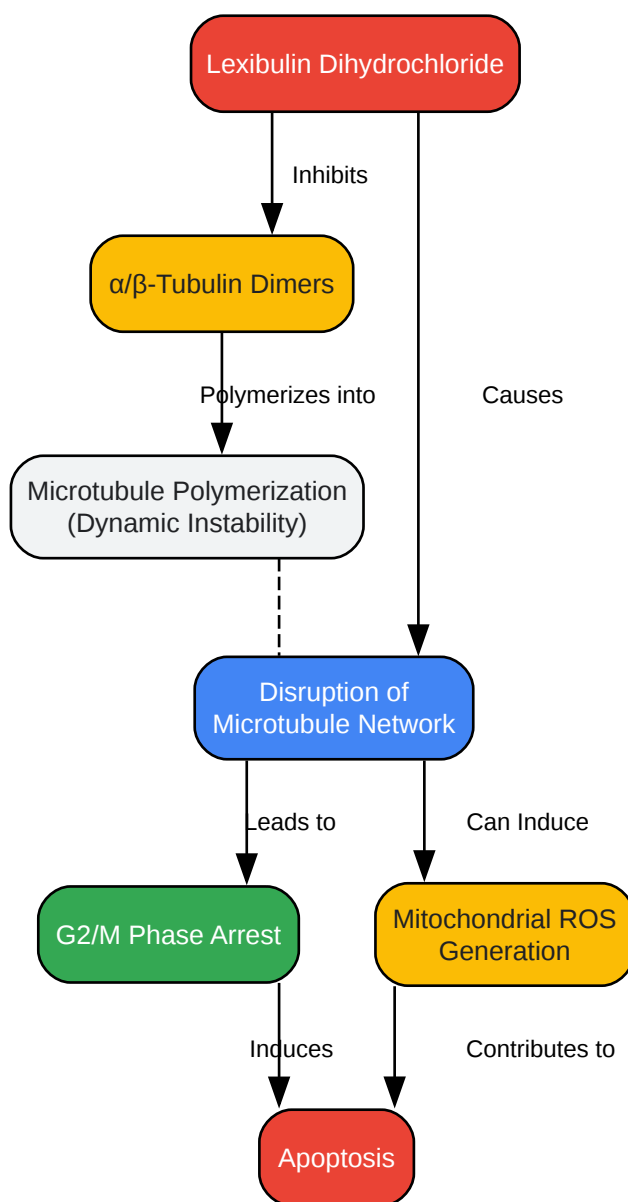 Lexibulin Dihydrochloride
Inhibits
α/β-Tubulin Dimers
Polymerizes into
Causes
Microtubule Polymerization
(Dynamic Instability)
Disruption of
Microtubule Network
Leads to
Can Induce
G2/M Phase Arrest
Mitochondrial ROS
Generation
Induces
Contributes to
Apoptosis